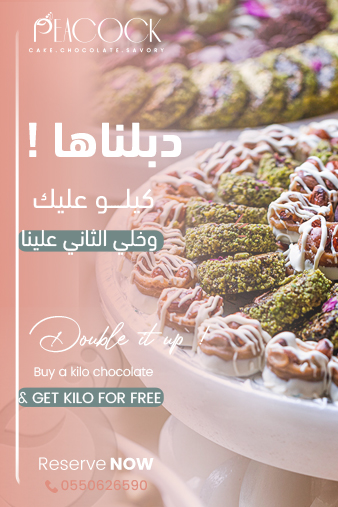 PEACOCK
CAKE.CHOCOLATE.SAVORY
دبلناها !
كيلــو عليك
وخلي الثاني علينا
Double it up !
Buy a kilo chocolate
& GET KILO FOR FREE
Reserve NOW
0550626590